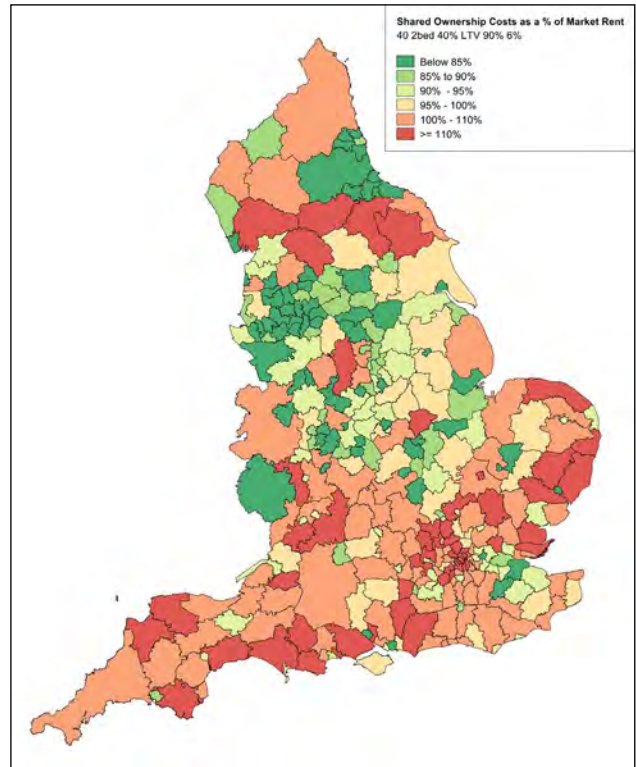 Shared Ownership Costs as a % of Market Rent
40 2bed 40% LTV 90% 6%
Below 85%
85% to 90%
90% - 95%
95% - 100%
100% - 110%
>= 110%